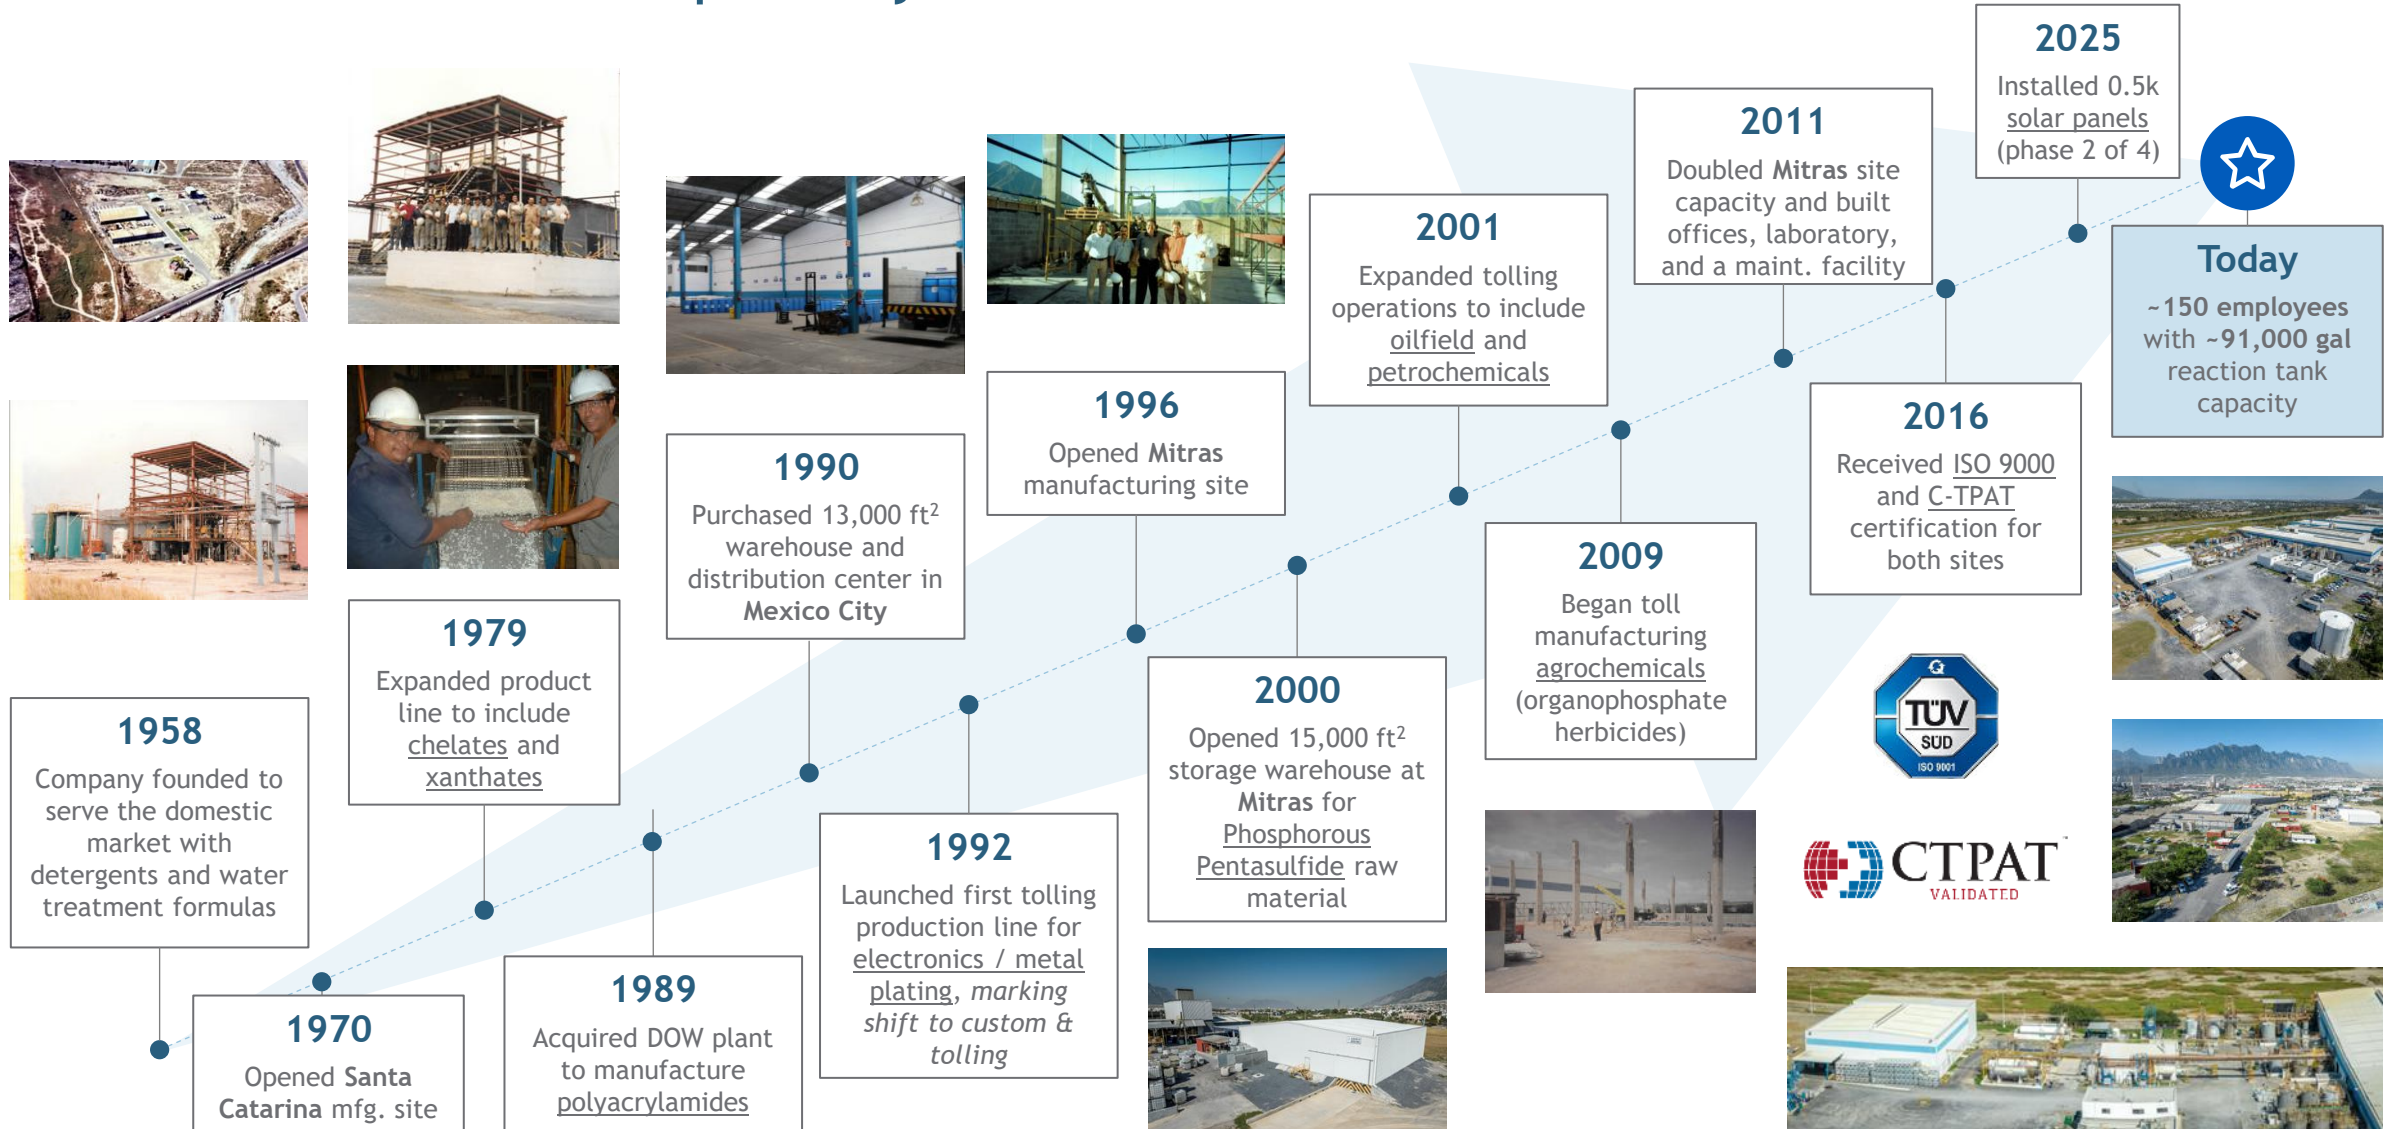 1958
Company founded to
serve the domestic
market with
detergents and water
treatment formulas
1970
Opened Santa
Catarina mfg. site
1979
Expanded product
line to include
chelates and
xanthates
1989
Acquired DOW plant
to manufacture
polyacrylamides
1990
Purchased 13,000 ft²
warehouse and
distribution center in
Mexico City
1992
Launched first tolling
production line for
electronics / metal
plating, marking
shift to custom &
tolling
1996
Opened Mitras
manufacturing site
2000
Opened 15,000 ft²
storage warehouse at
Mitras for
Phosphorous
Pentasulfide raw
material
2001
Expanded tolling
operations to include
oilfield and
petrochemicals
2009
Began toll
manufacturing
agrochemicals
(organophosphate
herbicides)
2011
Doubled Mitras site
capacity and built
offices, laboratory,
and a maint. facility
2016
Received ISO 9000
and C-TPAT
certification for
both sites
2025
Installed 0.5k
solar panels
(phase 2 of 4)
Today
~150 employees
with ~91,000 gal
reaction tank
capacity
TÜV
SÜD
ISO 9001
CTPAT™
VALIDATED